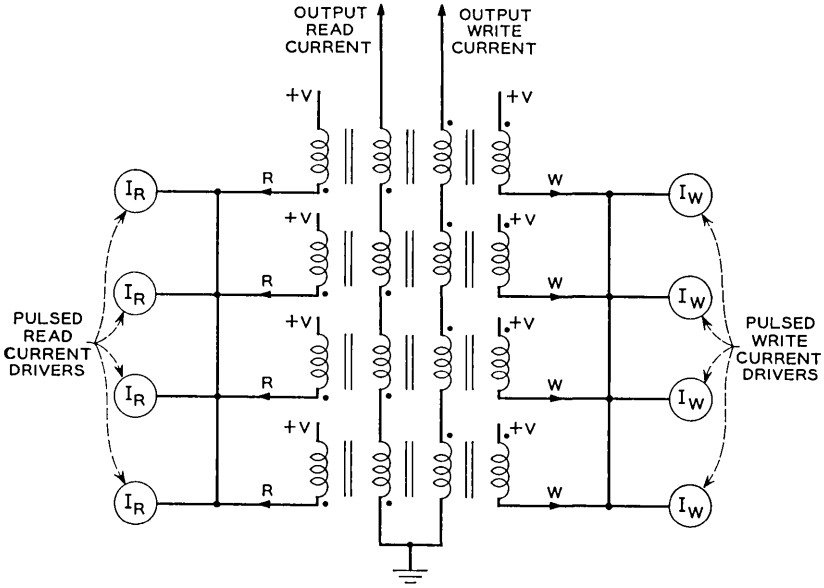 OUTPUT
READ
CURRENT
OUTPUT
WRITE
CURRENT
+V
+V
R
W
I_R
I_W
+V
+V
R
W
I_R
I_W
PULSED
READ
CURRENT
DRIVERS
PULSED
WRITE
CURRENT
DRIVERS
+V
+V
R
W
I_R
I_W
+V
+V
R
W
I_R
I_W